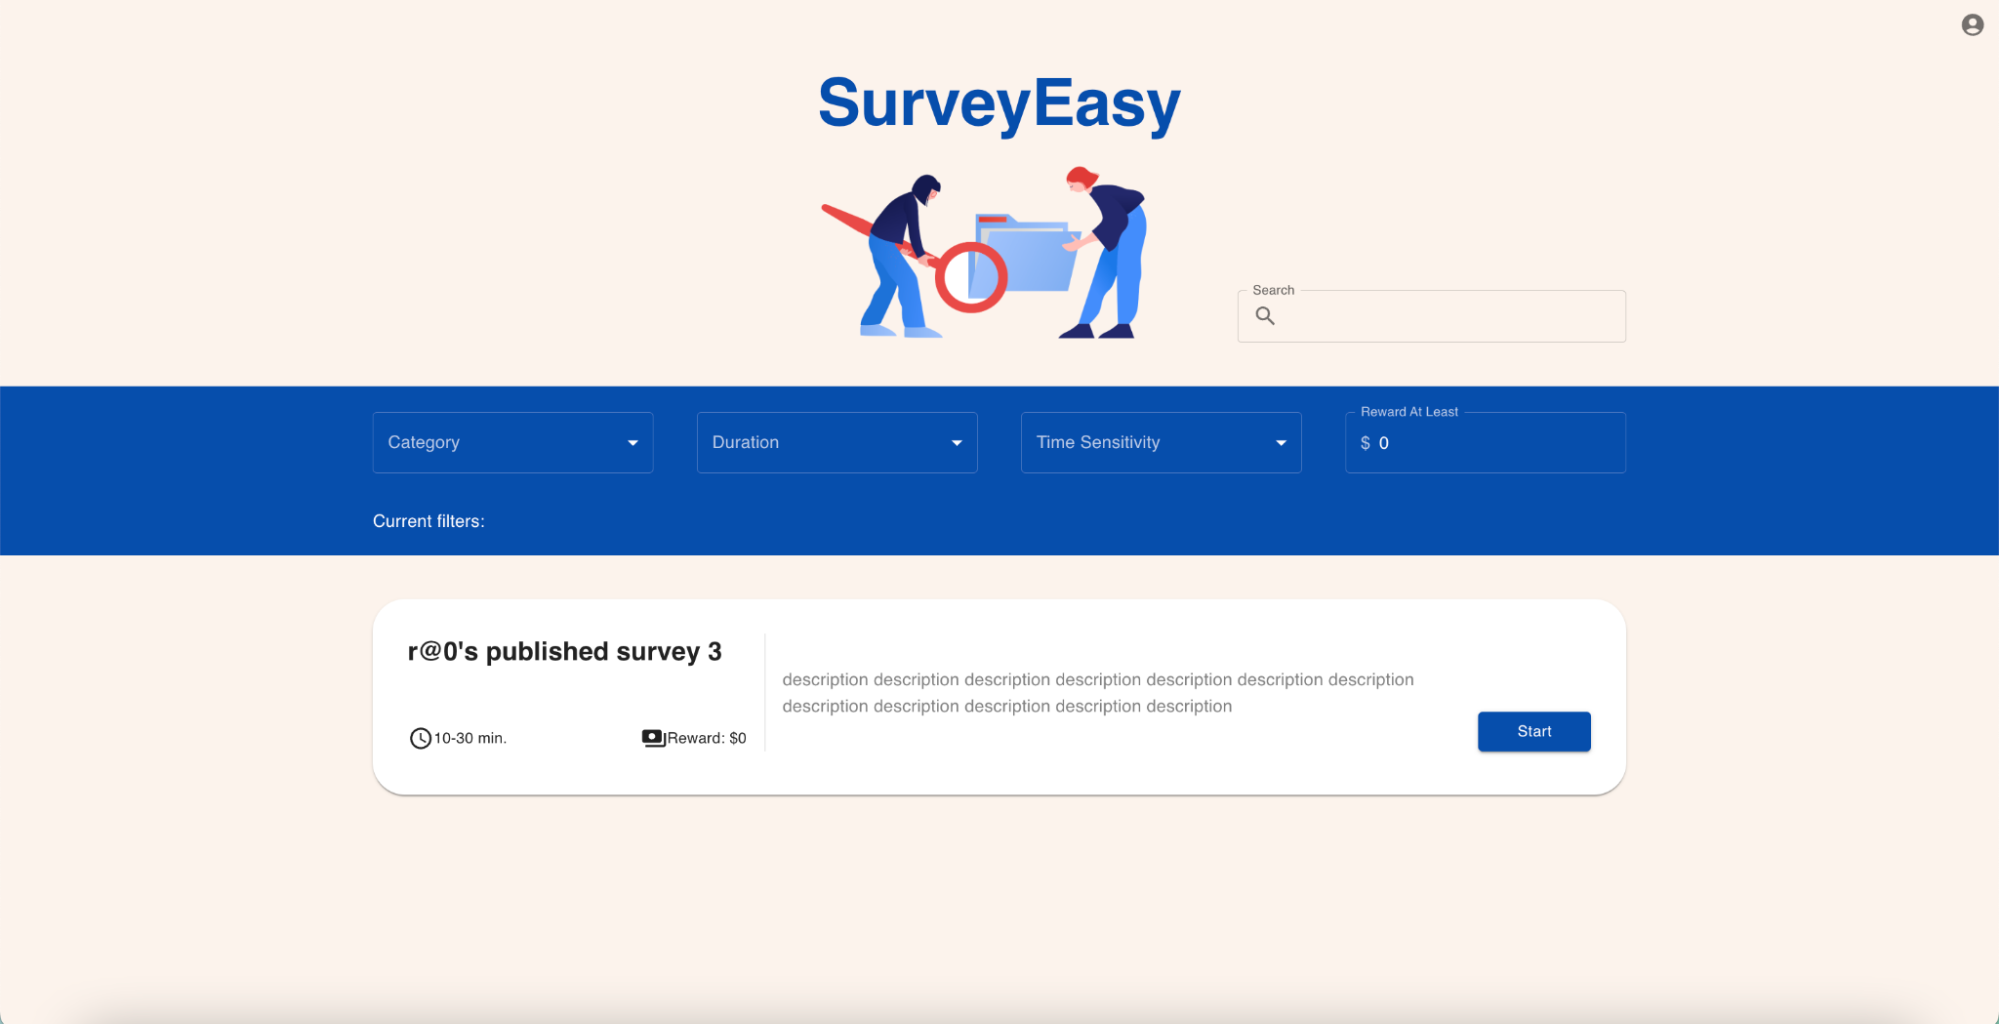 SurveyEasy
Search
Category
Duration
Time Sensitivity
Reward At Least
$ 0
Current filters:
r@0's published survey 3
10-30 min.
Reward: $0
description description description description description description description
description description description description description
Start